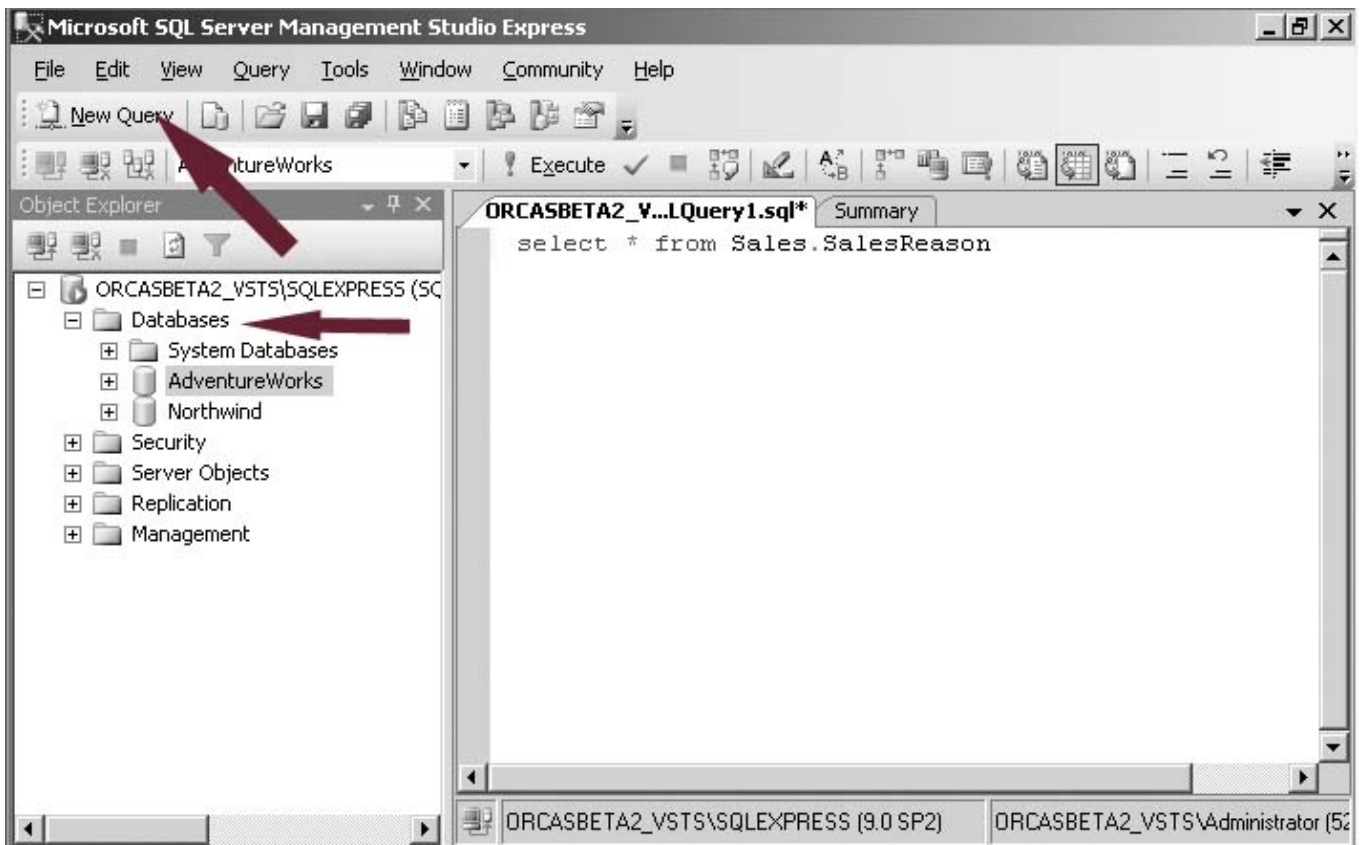 Microsoft SQL Server Management Studio Express
File Edit View Query Tools Window Community Help
New Query
AdventureWorks Execute
Object Explorer
ORCASBETA2_V...LQuery1.sql* Summary
select * from Sales.SalesReason
ORCASBETA2_VSTS\SQLEXPRESS (SQ
Databases
System Databases
AdventureWorks
Northwind
Security
Server Objects
Replication
Management
ORCASBETA2_VSTS\SQLEXPRESS (9.0 SP2) ORCASBETA2_VSTS\Administrator (52